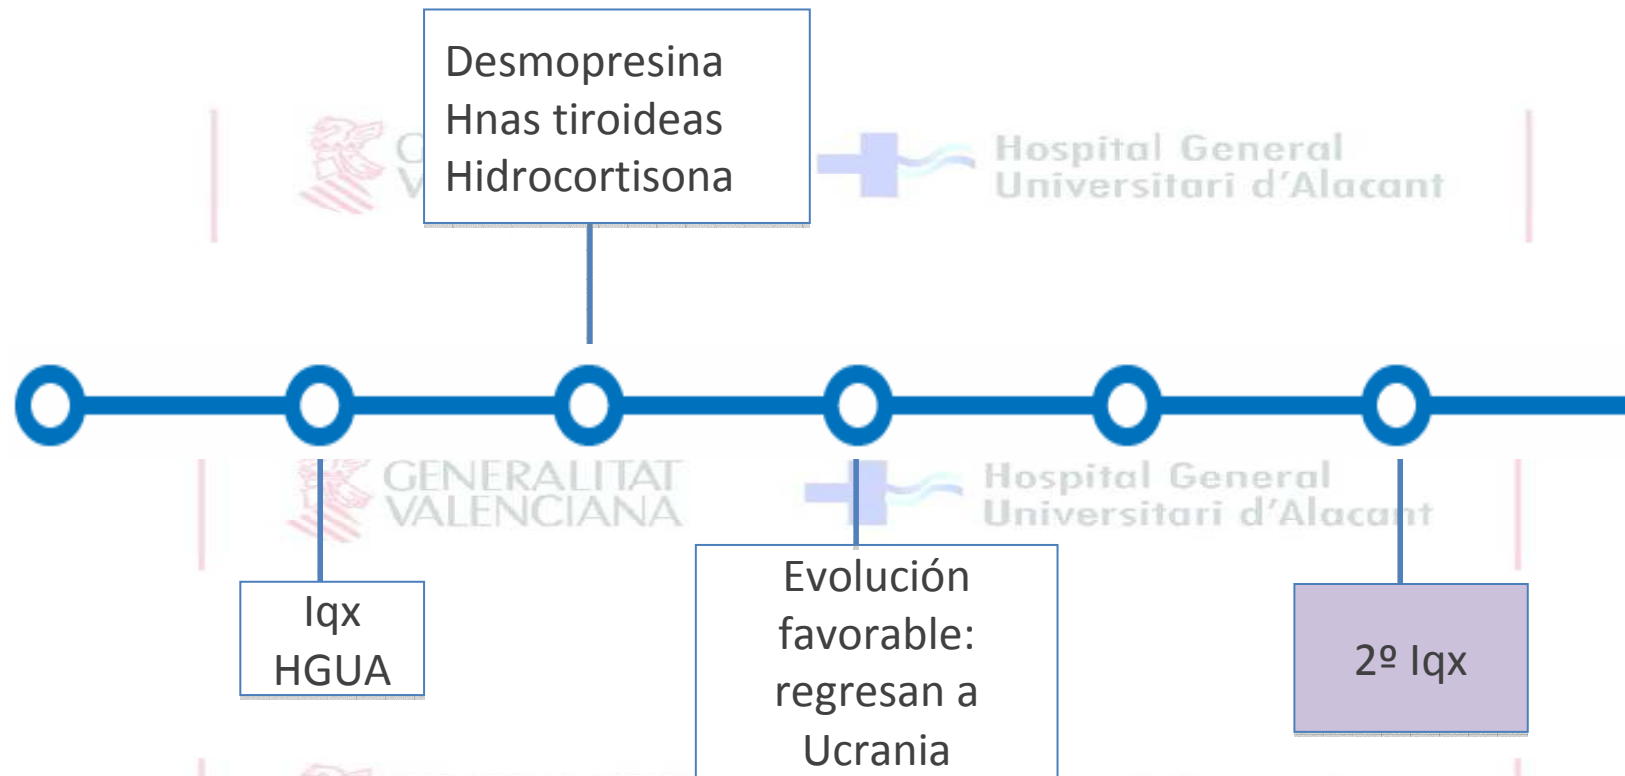 Desmopresina
Hnas tiroideas
Hidrocortisona
Hospital General
Universitari d'Alacant
GENERALITAT
VALENCIANA
Hospital General
Universitari d'Alacant
Iqx
HGUA
Evolución
favorable:
regresan a
Ucrania
2º Iqx